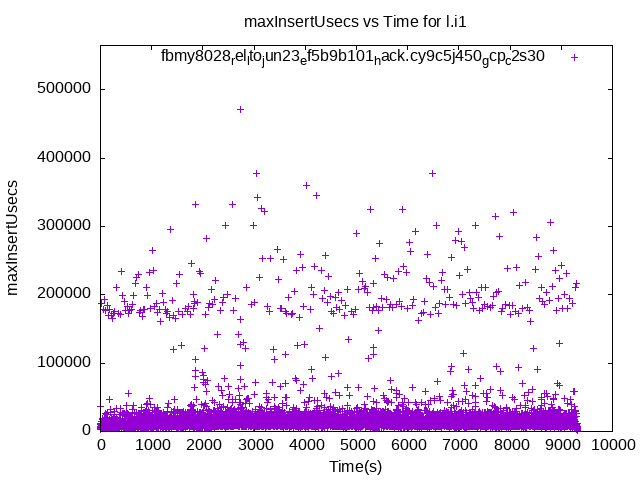 maxInsertUsecs vs Time for l.i1
fbmy8028relltojun23ef5b9b101hack.cy9c5j450gcpc2s30
500000
400000
300000
200000
100000
0
maxInsertUsecs
0 1000 2000 3000 4000 5000 6000 7000 8000 9000 10000
Time(s)